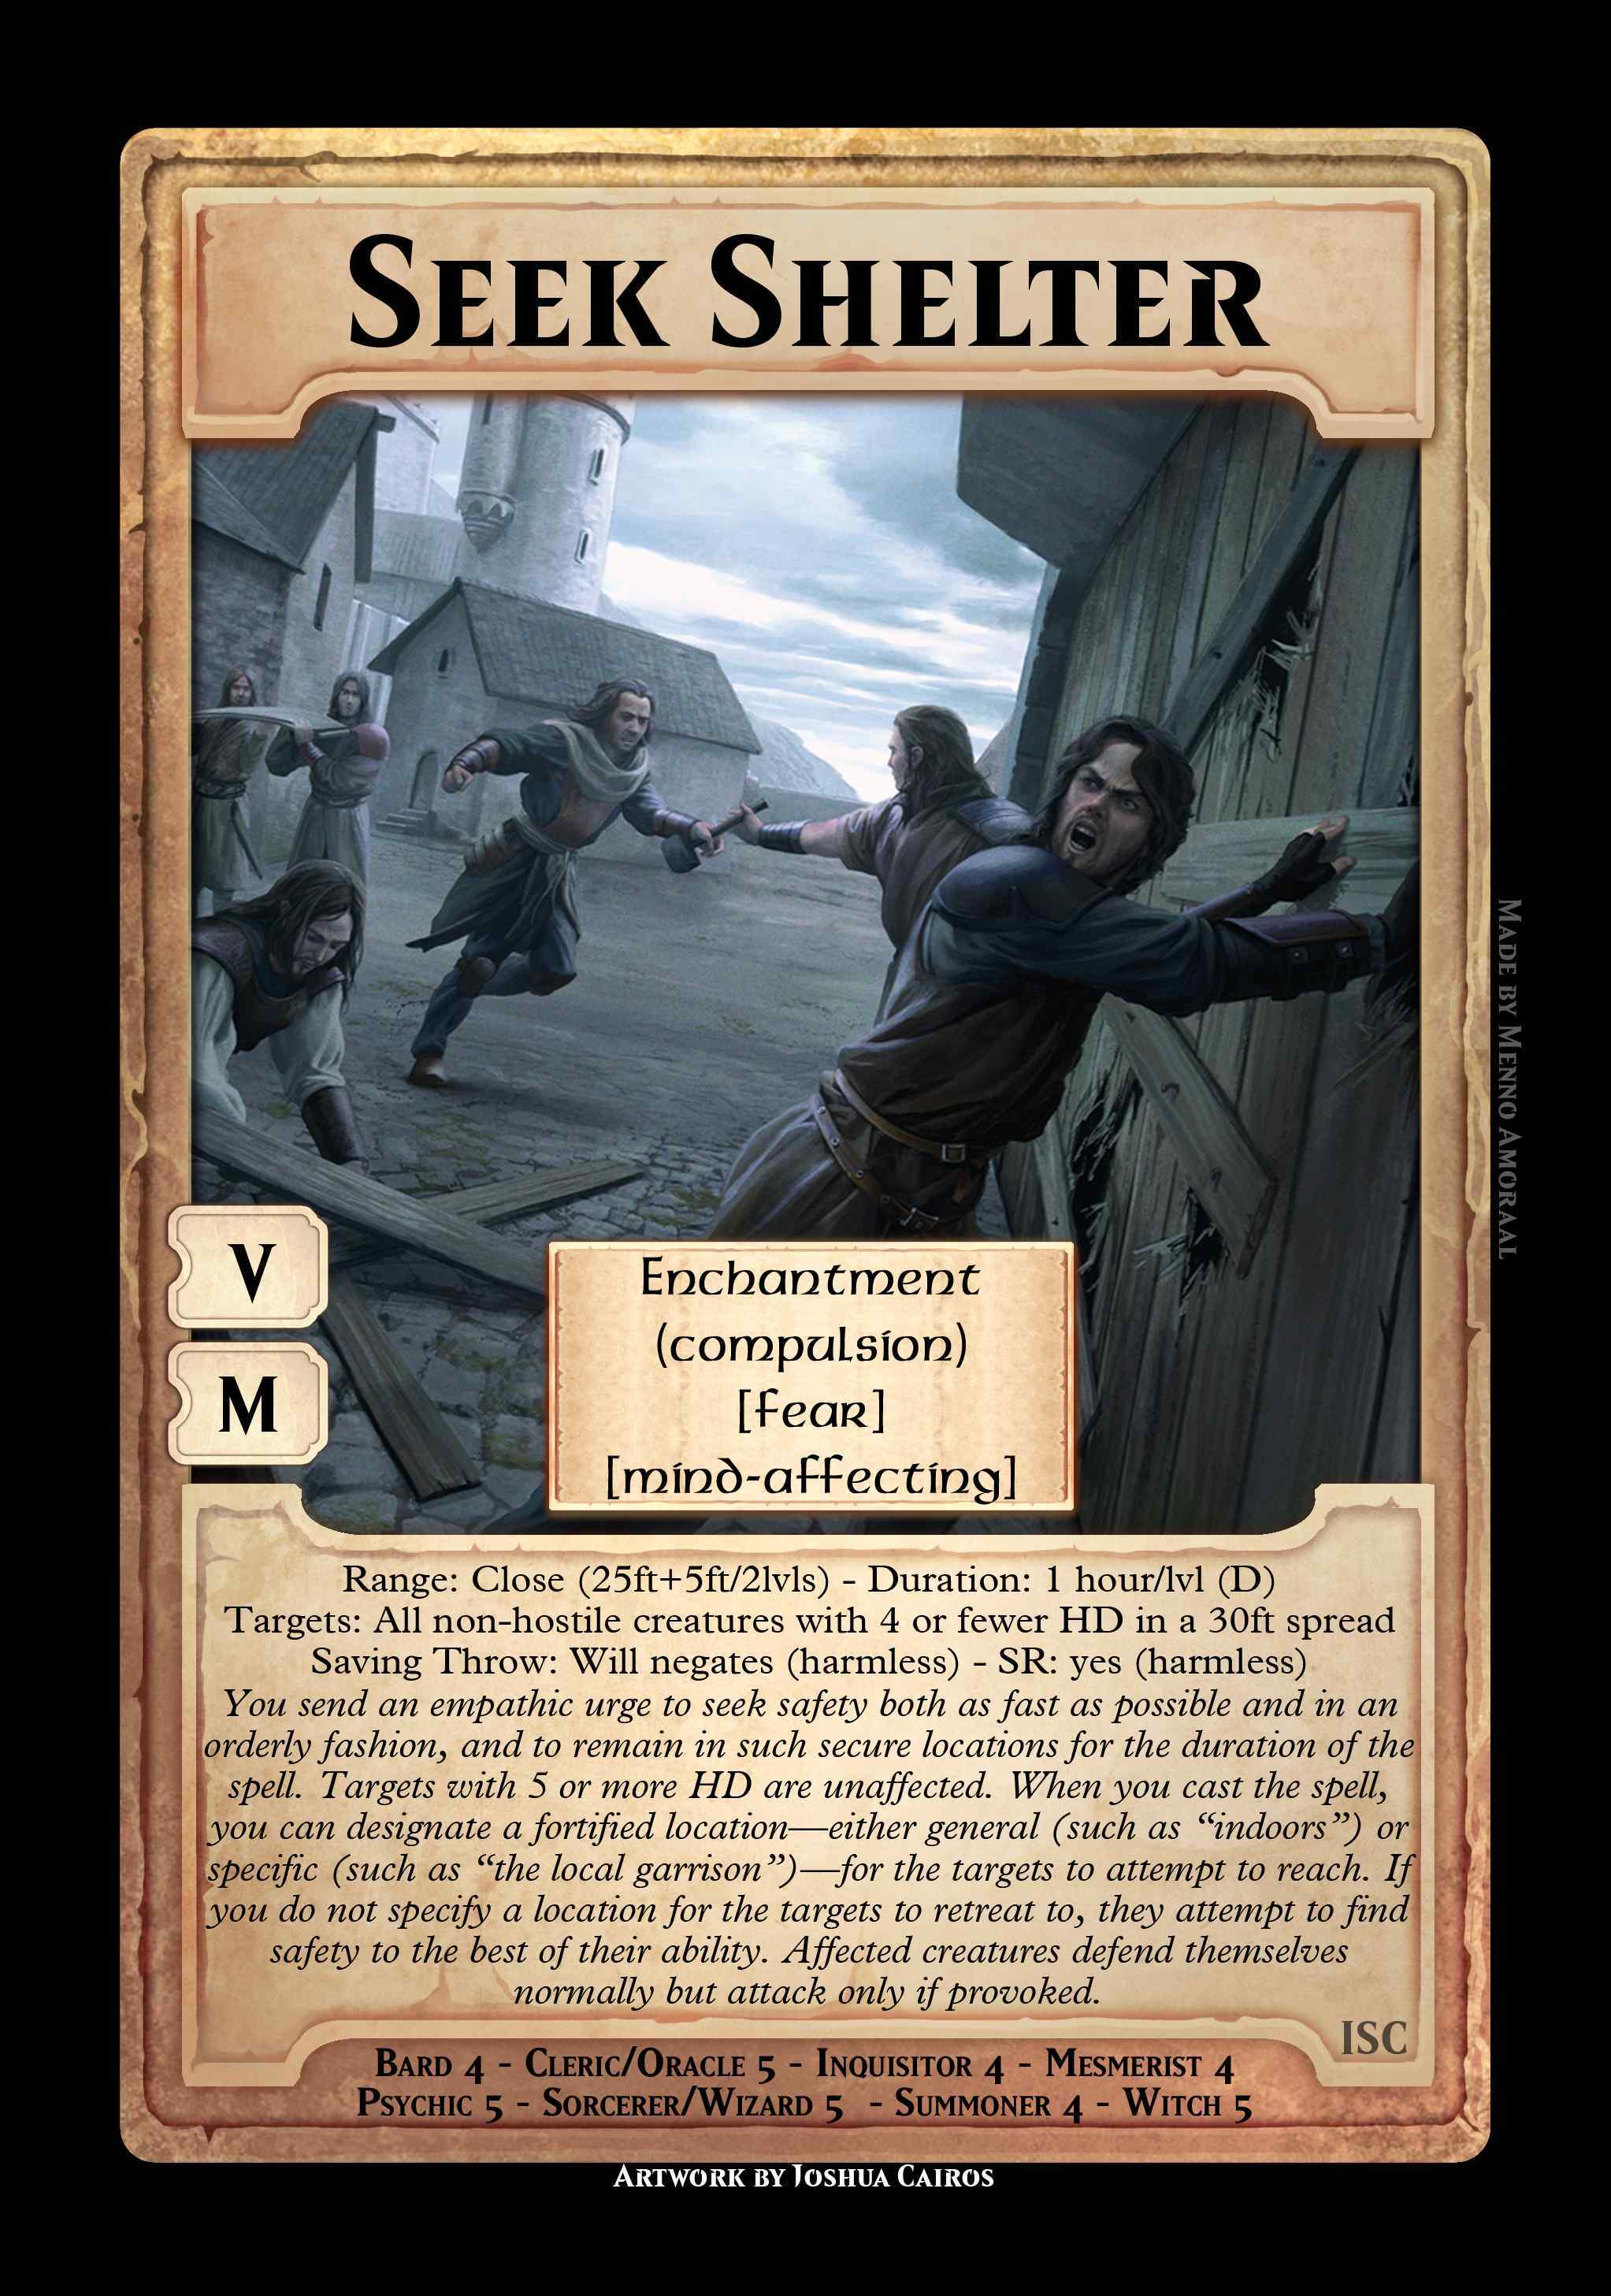 Seek Shelter
V
M
Enchantment
(compulsion)
[fear]
[mind-affecting]
Range: Close (25ft+5ft/2lvls) - Duration: 1 hour/lvl (D)
Targets: All non-hostile creatures with 4 or fewer HD in a 30ft spread
Saving Throw: Will negates (harmless) - SR: yes (harmless)
You send an empathic urge to seek safety both as fast as possible and in an
orderly fashion, and to remain in such secure locations for the duration of the
spell. Targets with 5 or more HD are unaffected. When you cast the spell,
you can designate a fortified location—either general (such as “indoors”) or
specific (such as “the local garrison”)—for the targets to attempt to reach. If
you do not specify a location for the targets to retreat to, they attempt to find
safety to the best of their ability. Affected creatures defend themselves
normally but attack only if provoked.
ISC
Bard 4 - Cleric/Oracle 5 - Inquisitor 4 - Mesmerist 4
Psychic 5 - Sorcerer/Wizard 5 - Summoner 4 - Witch 5
Artwork by Joshua Cairos
Made by Menno Amoraal